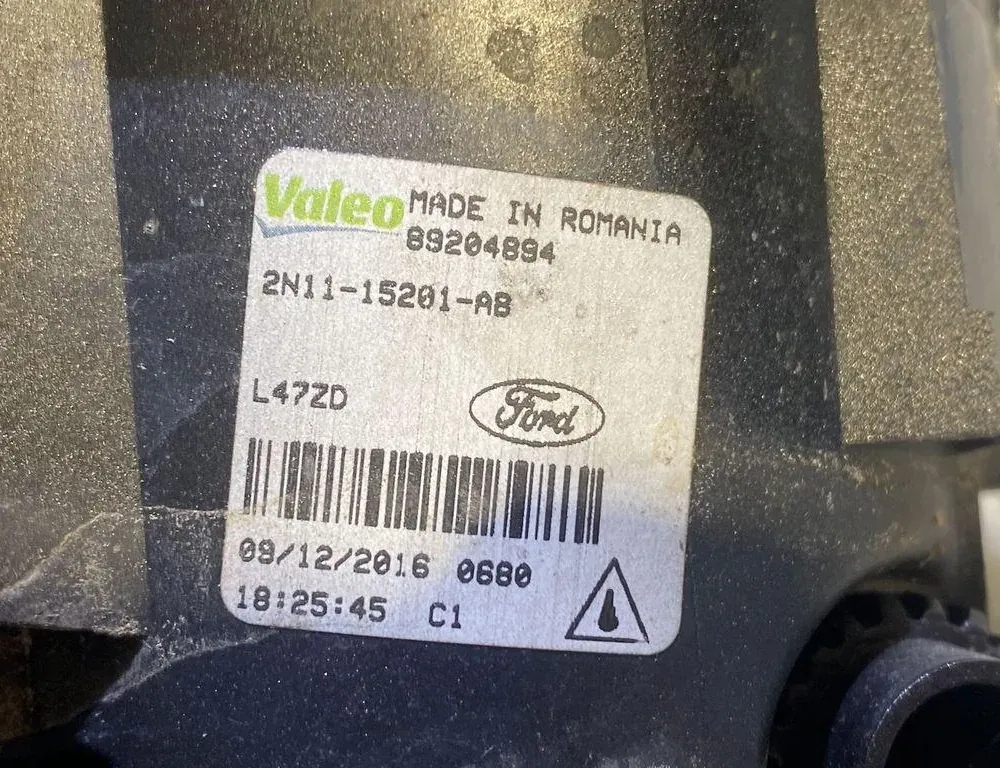 Valeo MADE IN ROMANIA
89204894
2N11-15201-AB
L47ZD
Ford
09/12/2016 0680
18:25:45 C1